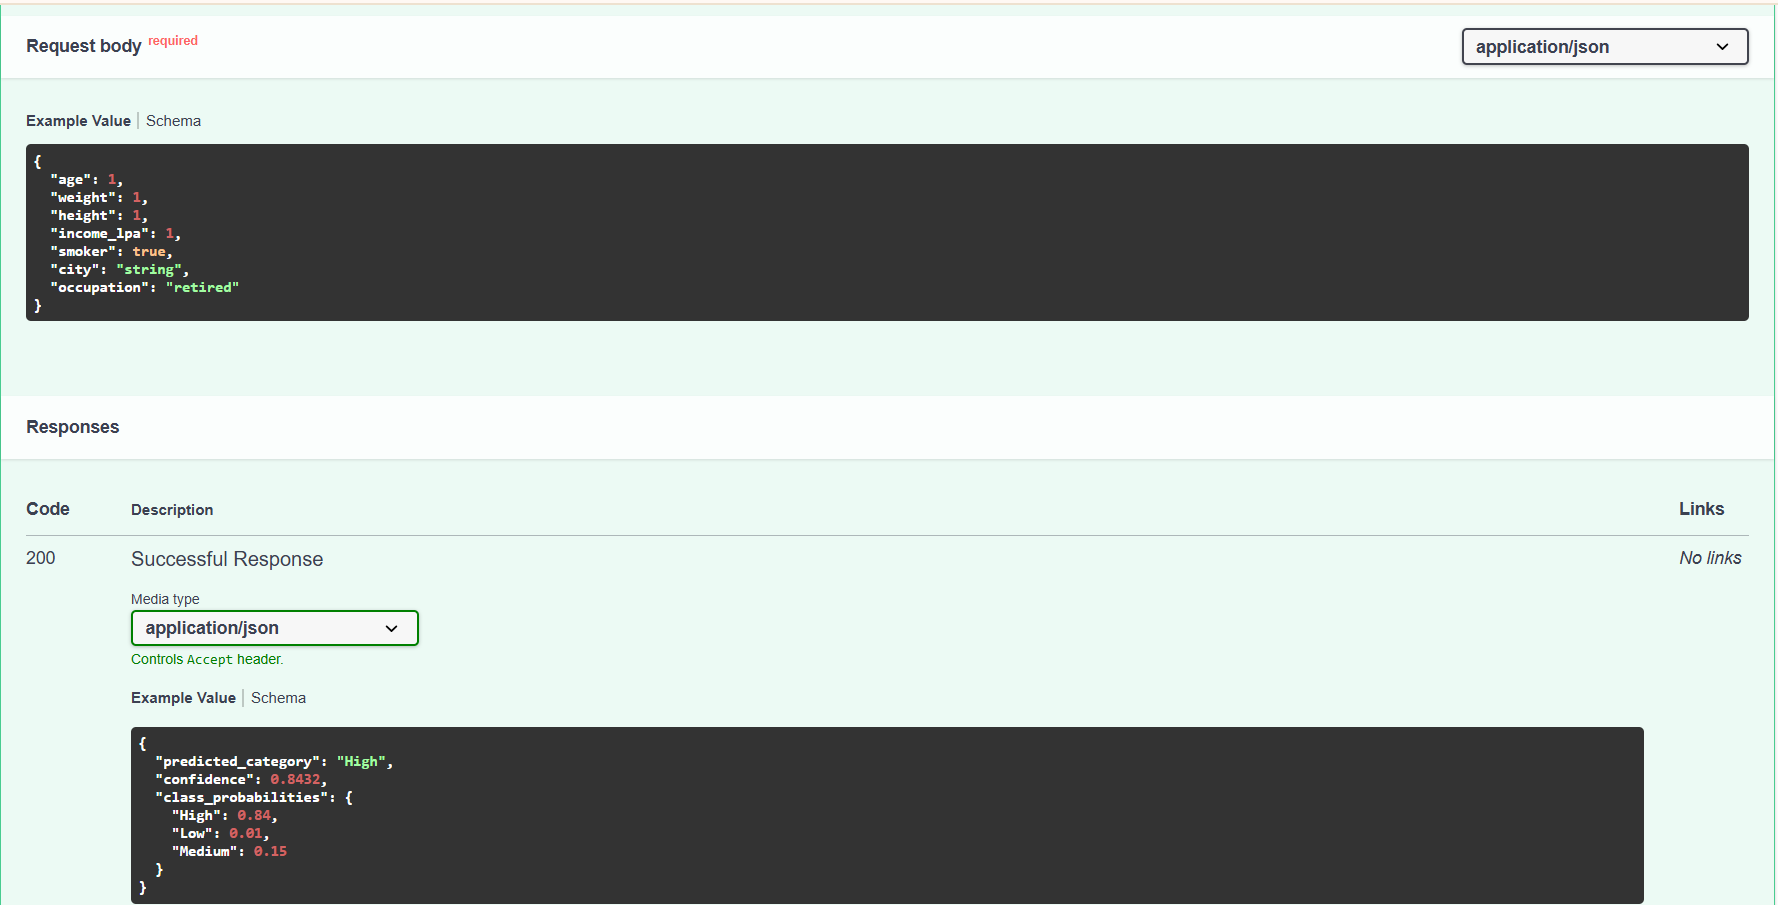 Request body required
application/json
Example Value | Schema
{
  "age": 1,
  "weight": 1,
  "height": 1,
  "income_lpa": 1,
  "smoker": true,
  "city": "string",
  "occupation": "retired"
}
Responses
Code Description Links
200 Successful Response No links
Media type
application/json
Controls Accept header.
Example Value | Schema
{
  "predicted_category": "High",
  "confidence": 0.8432,
  "class_probabilities": {
    "High": 0.84,
    "Low": 0.01,
    "Medium": 0.15
  }
}